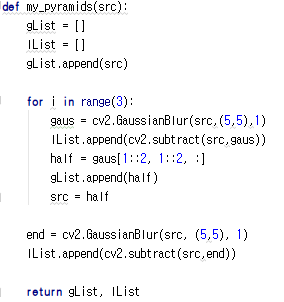 def my_pyramids(src):
gList = []
lList = []
gList.append(src)
for i in range(3):
gaus = cv2.GaussianBlur(src,(5,5),1)
lList.append(cv2.subtract(src,gaus))
half = gaus[1::2, 1::2, :]
gList.append(half)
src = half
end = cv2.GaussianBlur(src, (5,5), 1)
lList.append(cv2.subtract(src,end))
return gList, lList